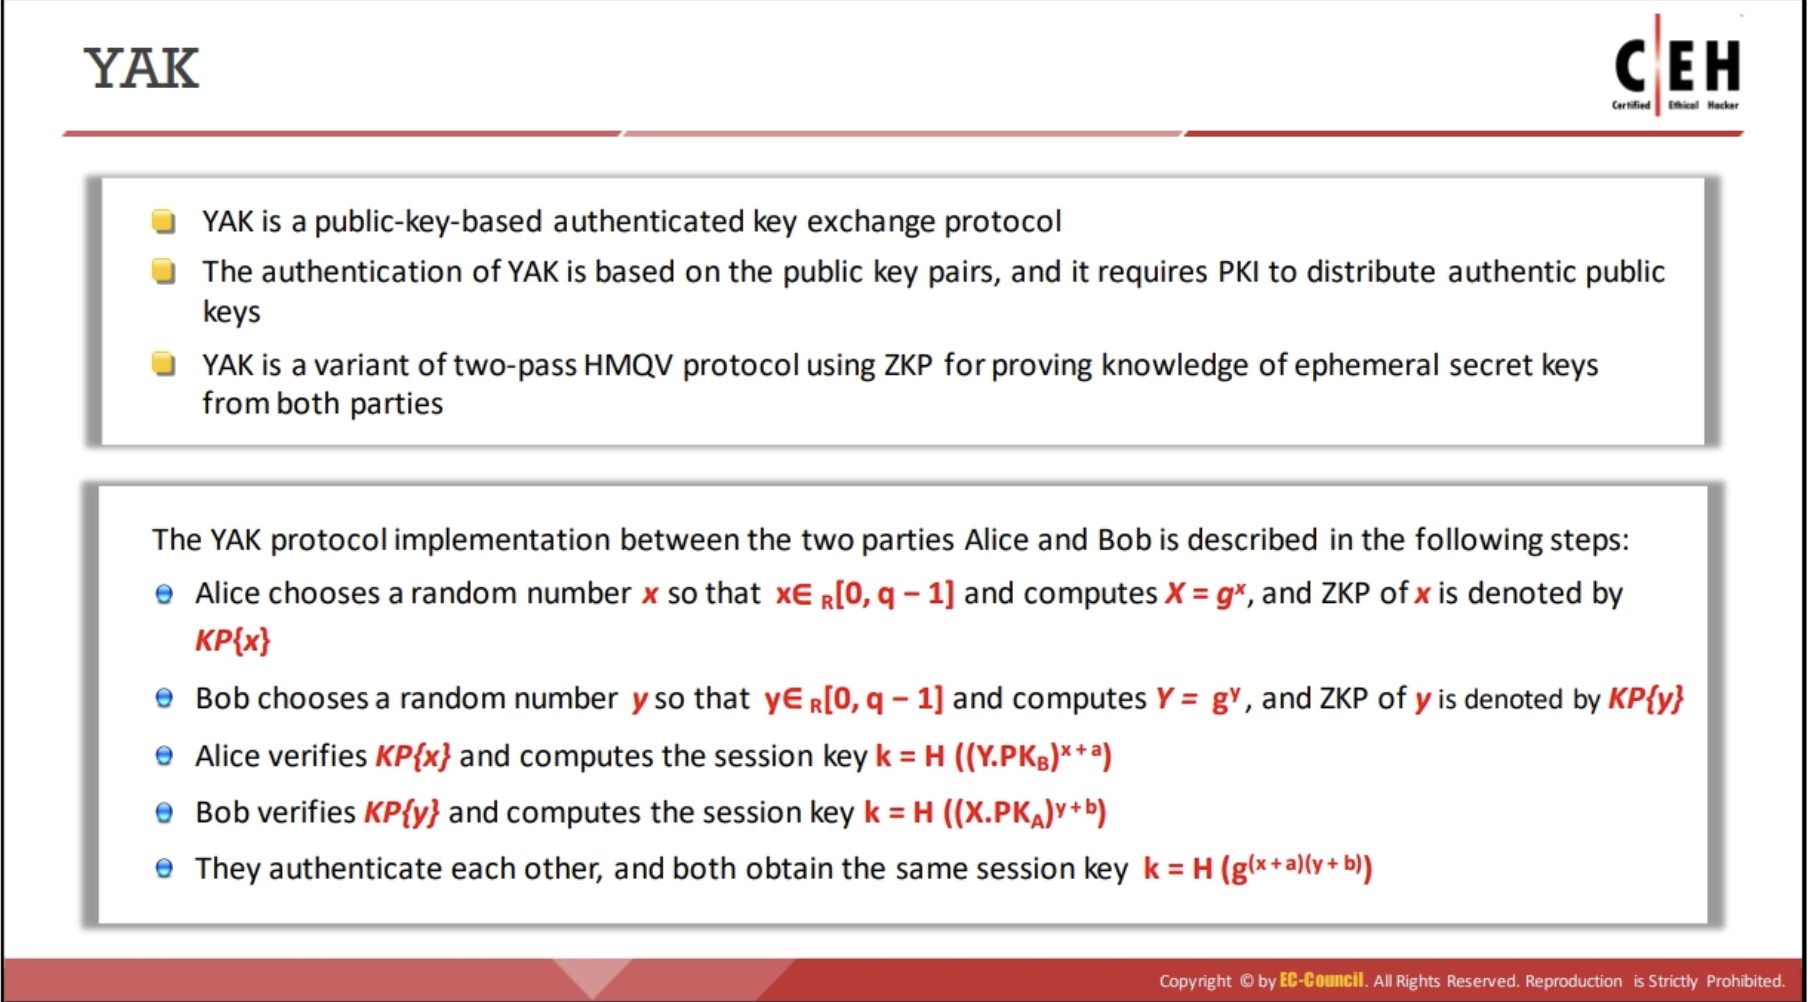 YAK
C|EH
Certified Ethical Hacker
YAK is a public-key-based authenticated key exchange protocol
The authentication of YAK is based on the public key pairs, and it requires PKI to distribute authentic public
keys
YAK is a variant of two-pass HMQV protocol using ZKP for proving knowledge of ephemeral secret keys
from both parties
The YAK protocol implementation between the two parties Alice and Bob is described in the following steps:
Alice chooses a random number x so that x∈ R[0, q – 1] and computes X = gˣ, and ZKP of x is denoted by
KP{x}
Bob chooses a random number y so that y∈ R[0, q – 1] and computes Y = gʸ, and ZKP of y is denoted by KP{y}
Alice verifies KP{x} and computes the session key k = H ((Y.PK_B)^x + a)
Bob verifies KP{y} and computes the session key k = H ((X.PK_A)^y + b)
They authenticate each other, and both obtain the same session key k = H (g^(x + a)(y + b))
Copyright © by EC-Council. All Rights Reserved. Reproduction is Strictly Prohibited.